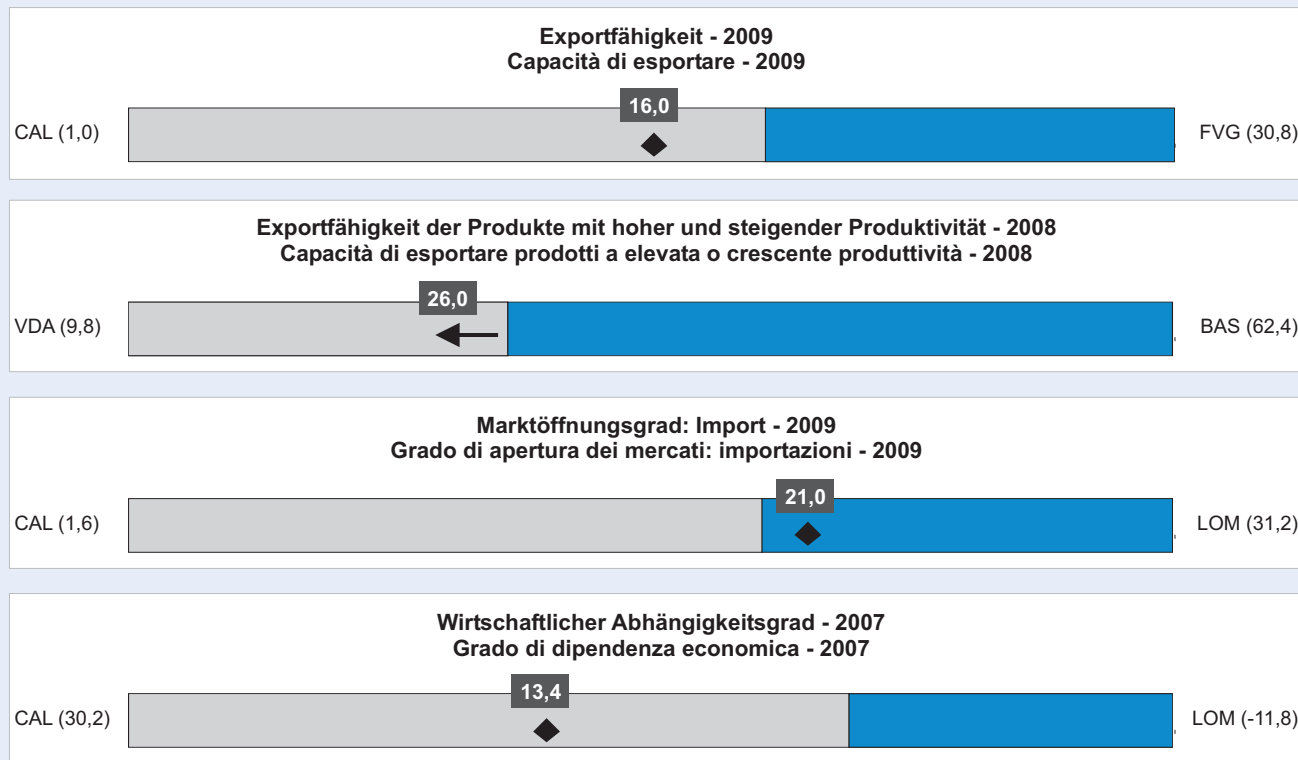 Exportfähigkeit - 2009
Capacità di esportare - 2009
16,0
CAL (1,0)
FVG (30,8)
Exportfähigkeit der Produkte mit hoher und steigender Produktivität - 2008
Capacità di esportare prodotti a elevata o crescente produttività - 2008
26,0
VDA (9,8)
BAS (62,4)
Marktöffnungsgrad: Import - 2009
Grado di apertura dei mercati: importazioni - 2009
21,0
CAL (1,6)
LOM (31,2)
Wirtschaftlicher Abhängigkeitsgrad - 2007
Grado di dipendenza economica - 2007
13,4
CAL (30,2)
LOM (-11,8)